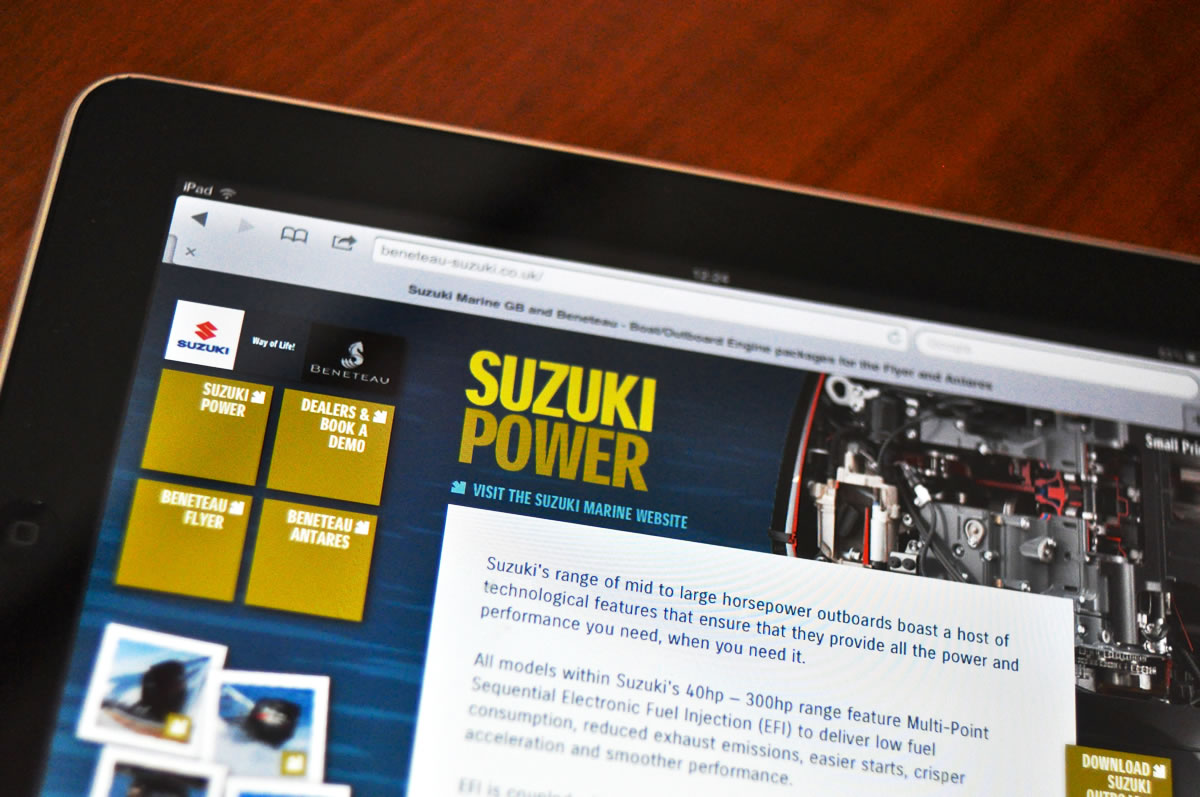 iPad
12:24
beneteau-suzuki.co.uk/
Google
Suzuki Marine GB and Beneteau - Boat/Outboard Engine packages for the Flyer and Antares
SUZUKI
Way of Life!
BENETEAU
SUZUKI
POWER
DEALERS &
BOOK A
DEMO
BENETEAU
FLYER
BENETEAU
ANTARES
SUZUKI
POWER
VISIT THE SUZUKI MARINE WEBSITE
Small
Suzuki's range of mid to large horsepower outboards boast a host of
technological features that ensure that they provide all the power and
performance you need, when you need it.
All models within Suzuki's 40hp – 300hp range feature Multi-Point
Sequential Electronic Fuel Injection (EFI) to deliver low fuel
consumption, reduced exhaust emissions, easier starts, crisper
acceleration and smoother performance.
EFI is
DOWNLOAD
SUZUKI